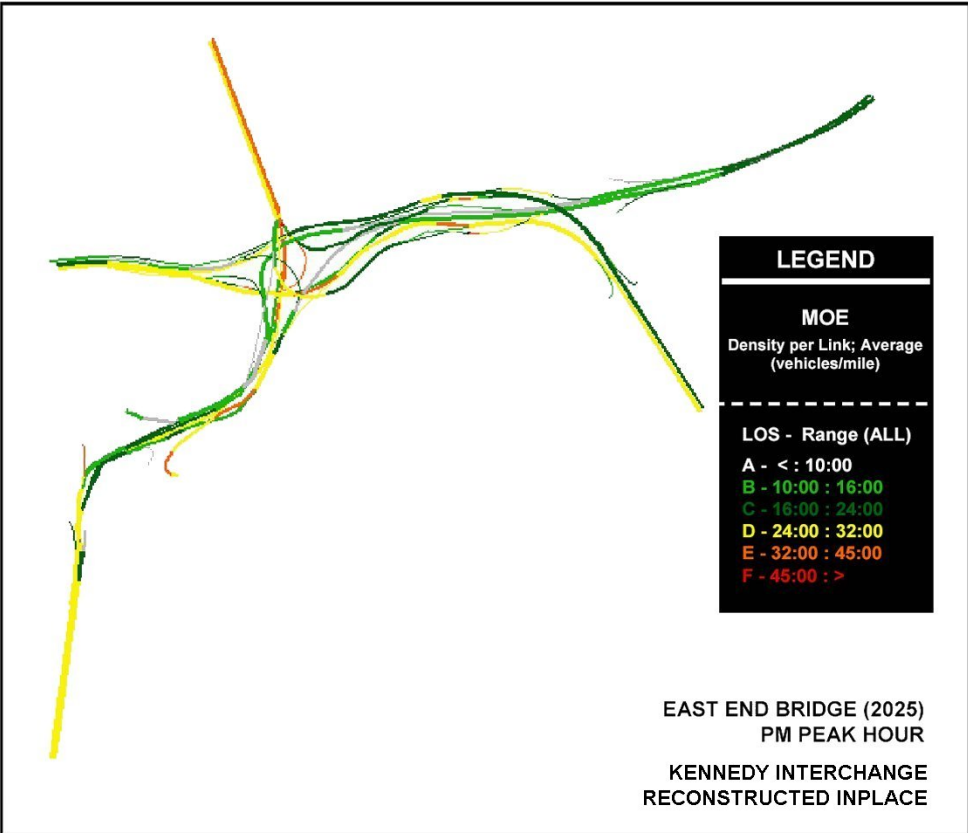 LEGEND
MOE
Density per Link; Average
(vehicles/mile)
LOS - Range (ALL)
A - < : 10:00
B - 10:00 : 16:00
C - 16:00 : 24:00
D - 24:00 : 32:00
E - 32:00 : 45:00
F - 45:00 : >
EAST END BRIDGE (2025)
PM PEAK HOUR
KENNEDY INTERCHANGE
RECONSTRUCTED INPLACE